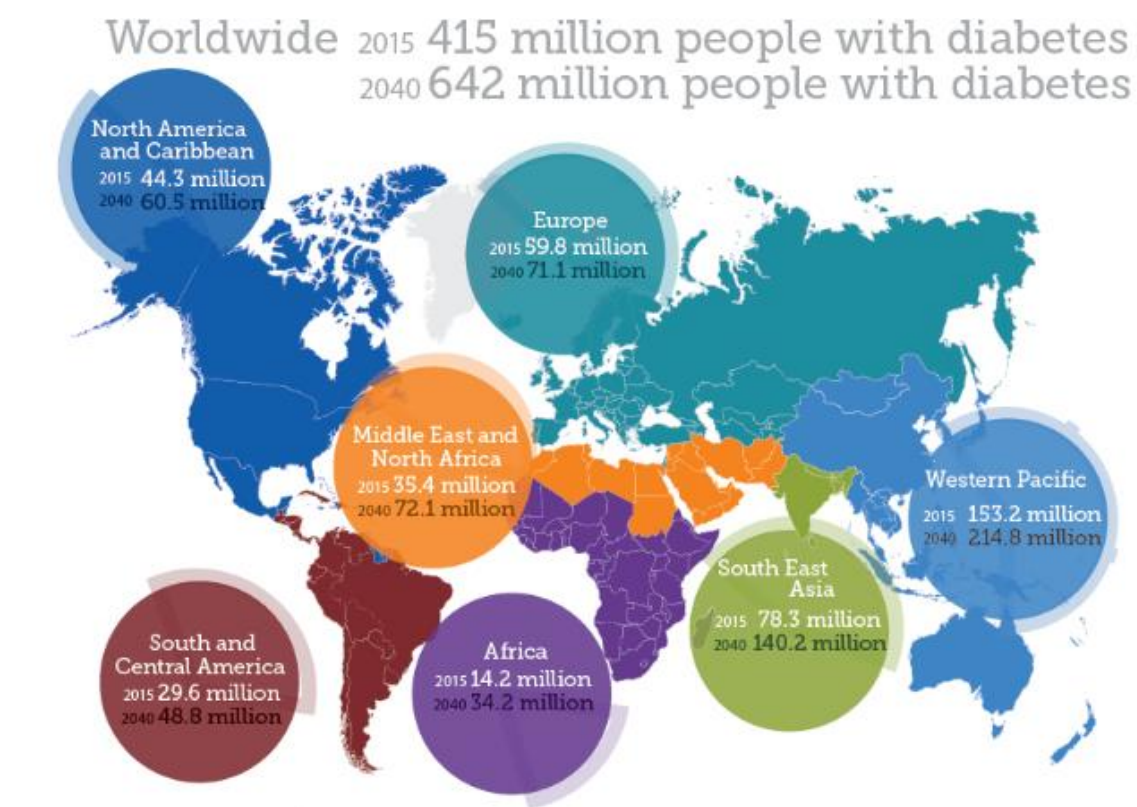 Worldwide 2015 415 million people with diabetes
2040 642 million people with diabetes
North America
and Caribbean
2015 44.3 million
2040 60.5 million
Europe
2015 59.8 million
2040 71.1 million
Middle East and
North Africa
2015 35.4 million
2040 72.1 million
Western Pacific
2015 153.2 million
2040 214.8 million
South East
Asia
2015 78.3 million
2040 140.2 million
South and
Central America
2015 29.6 million
2040 48.8 million
Africa
2015 14.2 million
2040 34.2 million